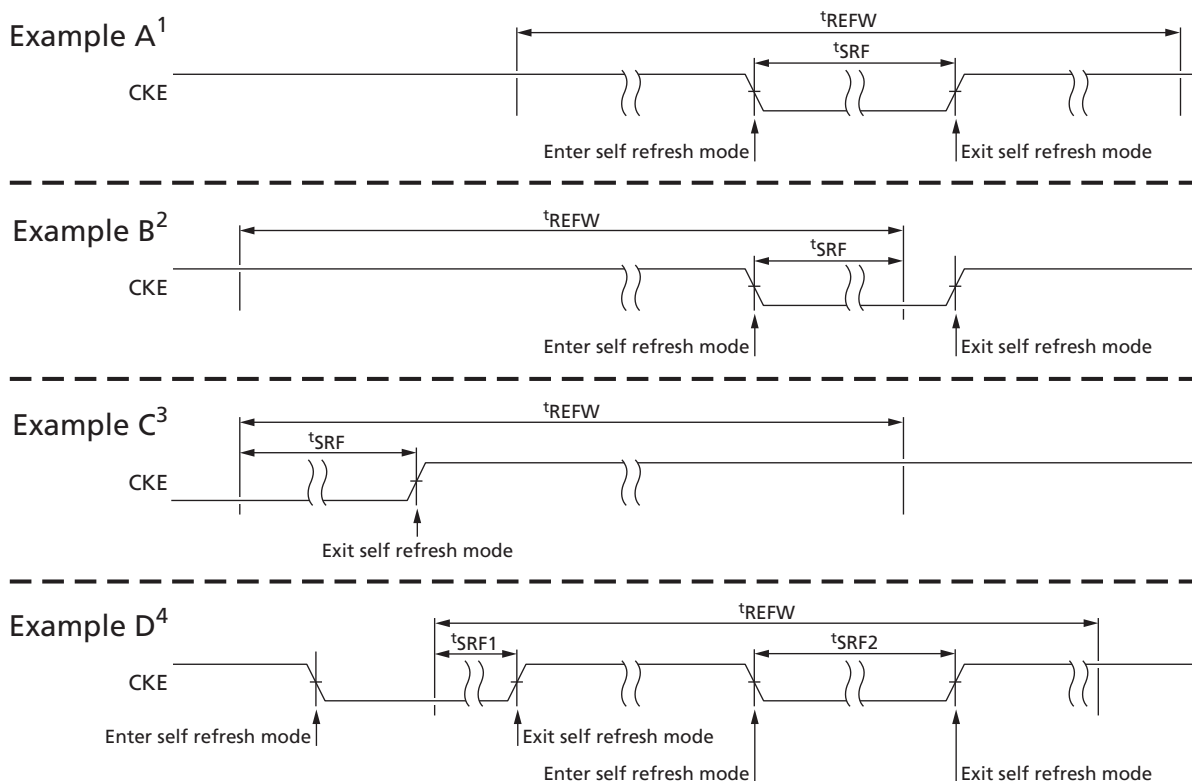 Example A¹
ᵗREFW
ᵗSRF
CKE
Enter self refresh mode
Exit self refresh mode
Example B²
ᵗREFW
ᵗSRF
CKE
Enter self refresh mode
Exit self refresh mode
Example C³
ᵗREFW
ᵗSRF
CKE
Exit self refresh mode
Example D⁴
ᵗREFW
ᵗSRF1
ᵗSRF2
CKE
Enter self refresh mode
Exit self refresh mode
Enter self refresh mode
Exit self refresh mode